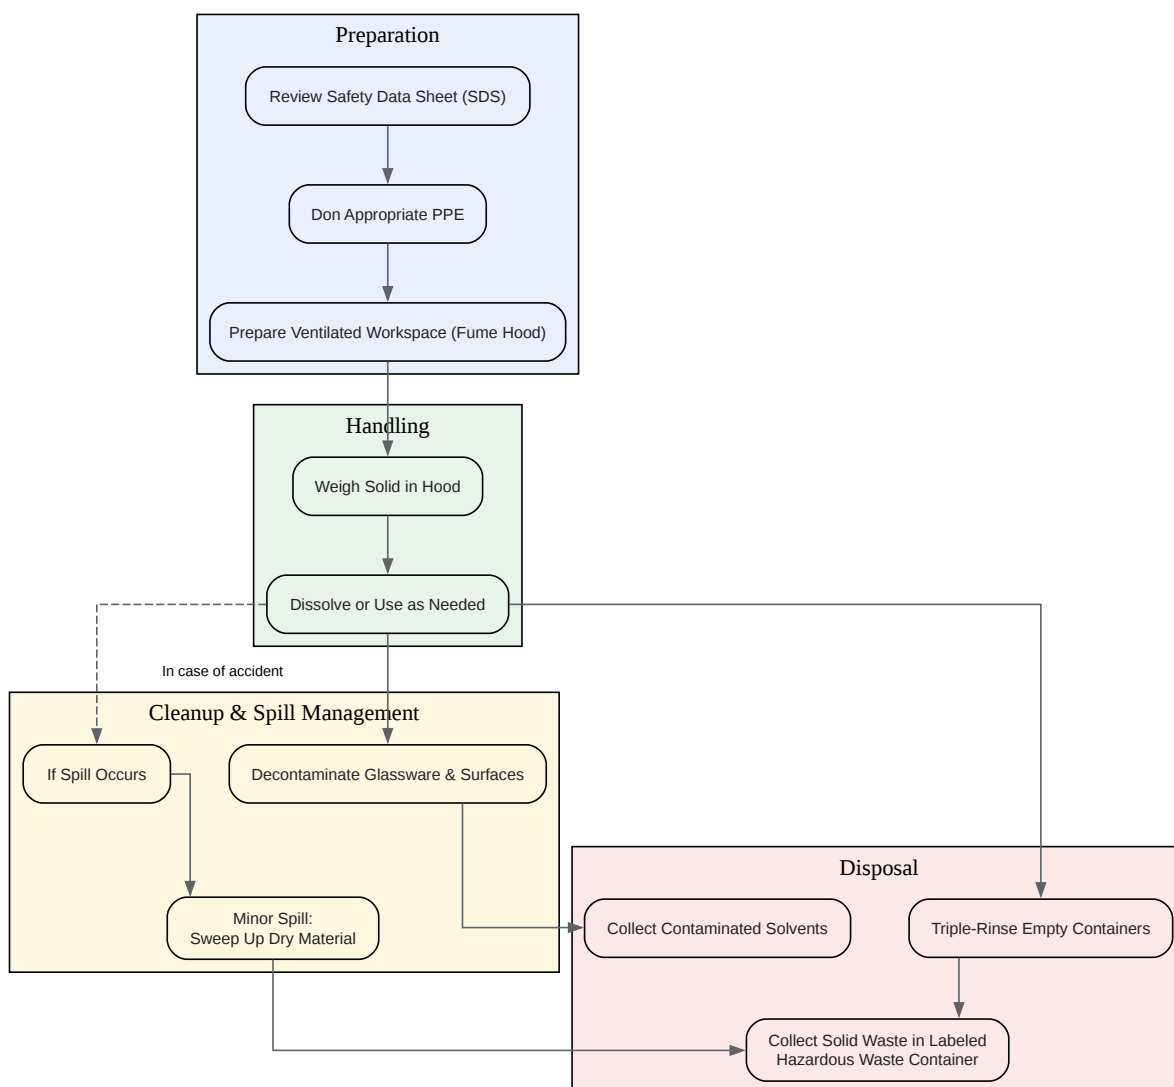 Preparation
Review Safety Data Sheet (SDS)
Don Appropriate PPE
Prepare Ventilated Workspace (Fume Hood)
Handling
Weigh Solid in Hood
Dissolve or Use as Needed
In case of accident
Cleanup & Spill Management
If Spill Occurs
Decontaminate Glassware & Surfaces
Minor Spill:
Sweep Up Dry Material
Disposal
Collect Contaminated Solvents
Triple-Rinse Empty Containers
Collect Solid Waste in Labeled
Hazardous Waste Container